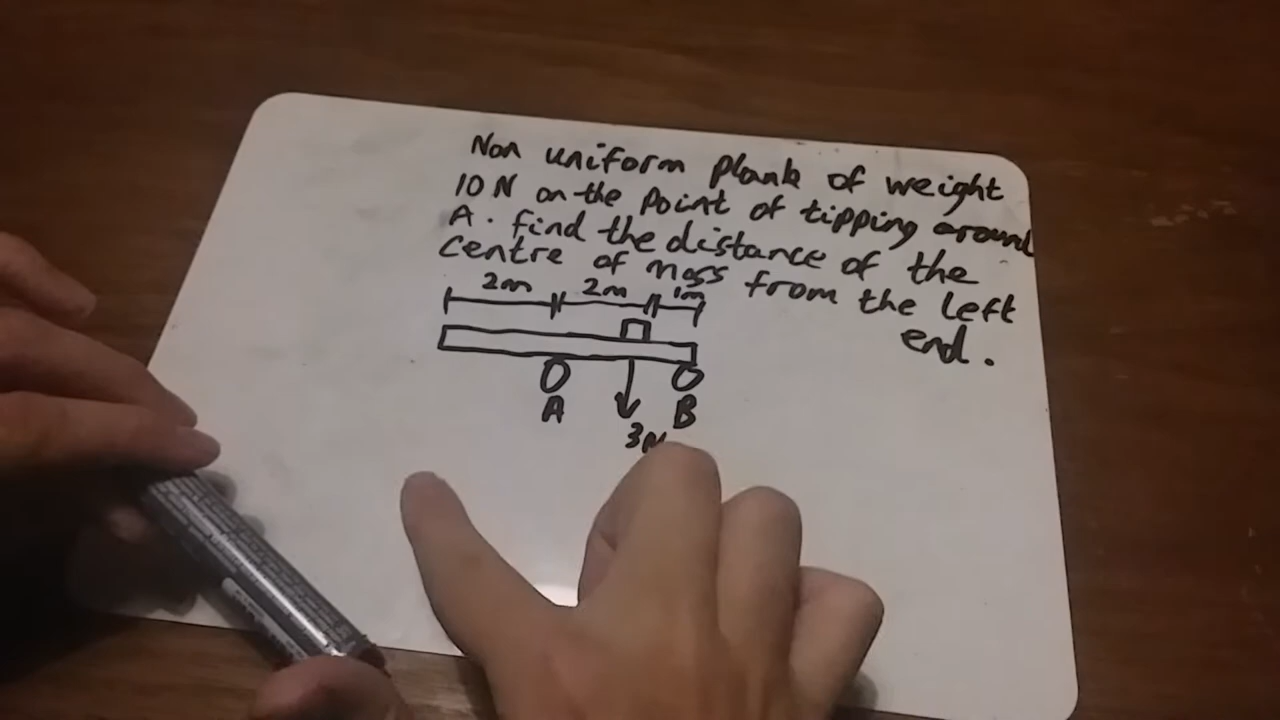 Non uniform plank of weight
10 N on the point of tipping around
A. find the distance of the
centre of mass from the left
end.
2m 2m 1m
A B
3N